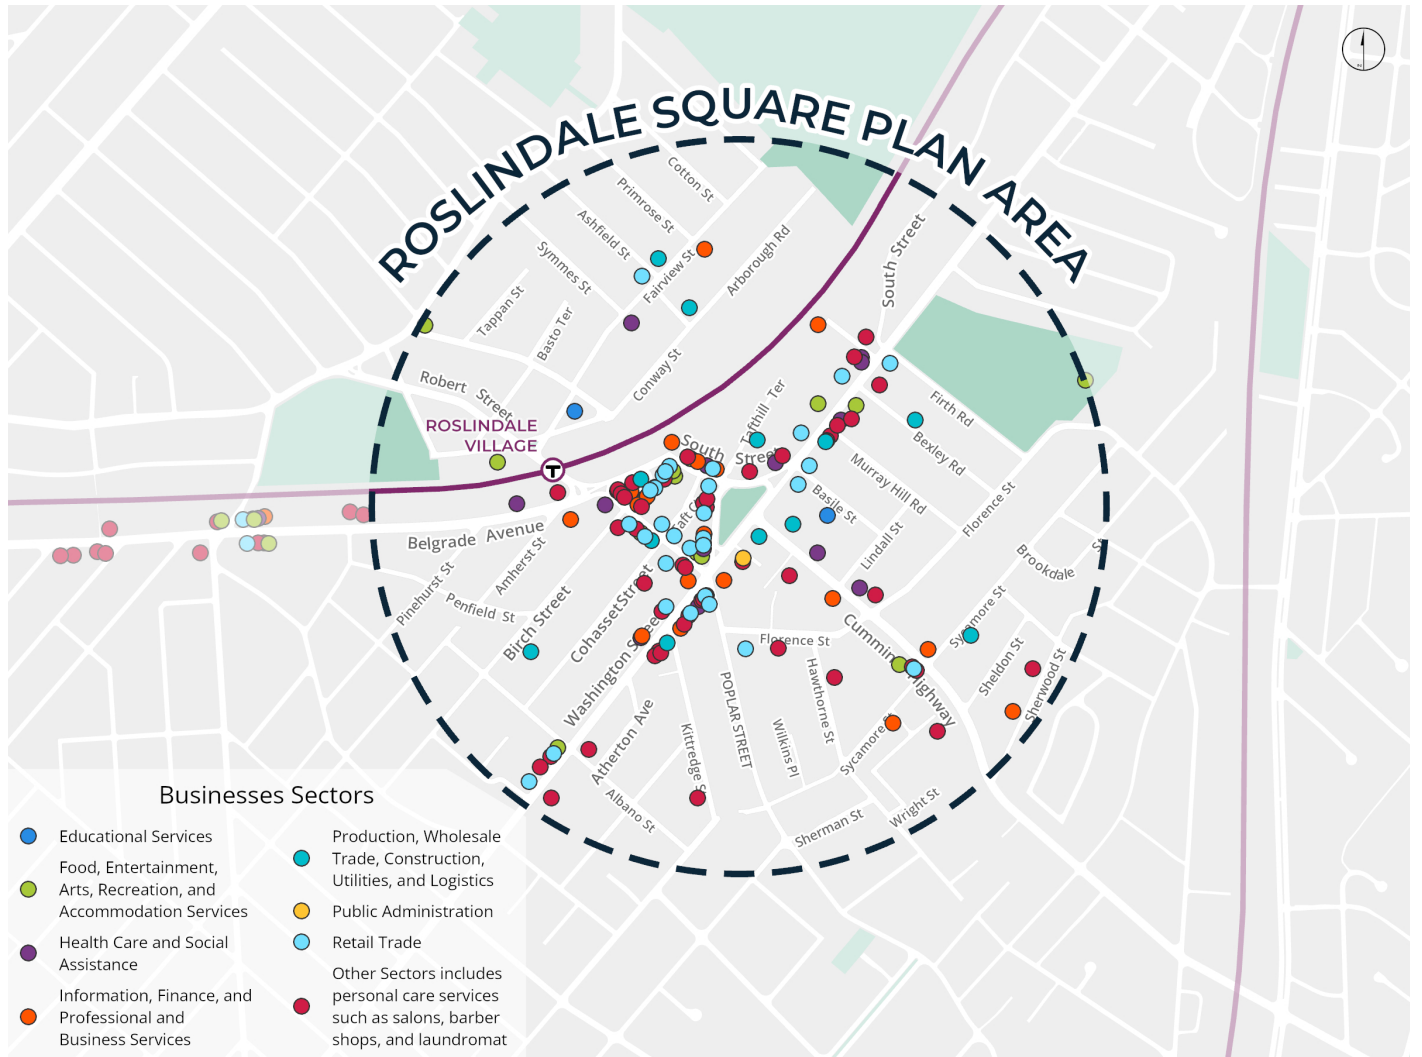 ROSLINDALE SQUARE PLAN AREA
Cotton St
Primrose St
Ashfield St
Symmes St
Fairview St
Arborough Rd
South Street
Tappan St
Basto Ter
Conway St
Robert Street
ROSLINDALE
VILLAGE
T
Tafthill Ter
South Street
Firth Rd
Bexley Rd
Murray Hill Rd
Basile St
Florence St
Lindall St
Brookdale St
Belgrade Avenue
Amherst St
Pinehurst St
Penfield St
Birch Street
Cohasset Street
Washington Street
Florence St
Cummins Highway
Sycamore St
Sheldon St
Sherwood St
Hawthorne St
POPLAR STREET
Wilkins Pl
Sycamore St
Kittredge St
Atherton Ave
Albano St
Sherman St
Wright St
Businesses Sectors
Educational Services
Food, Entertainment,
Arts, Recreation, and
Accommodation Services
Health Care and Social
Assistance
Information, Finance, and
Professional and
Business Services
Production, Wholesale
Trade, Construction,
Utilities, and Logistics
Public Administration
Retail Trade
Other Sectors includes
personal care services
such as salons, barber
shops, and laundromat